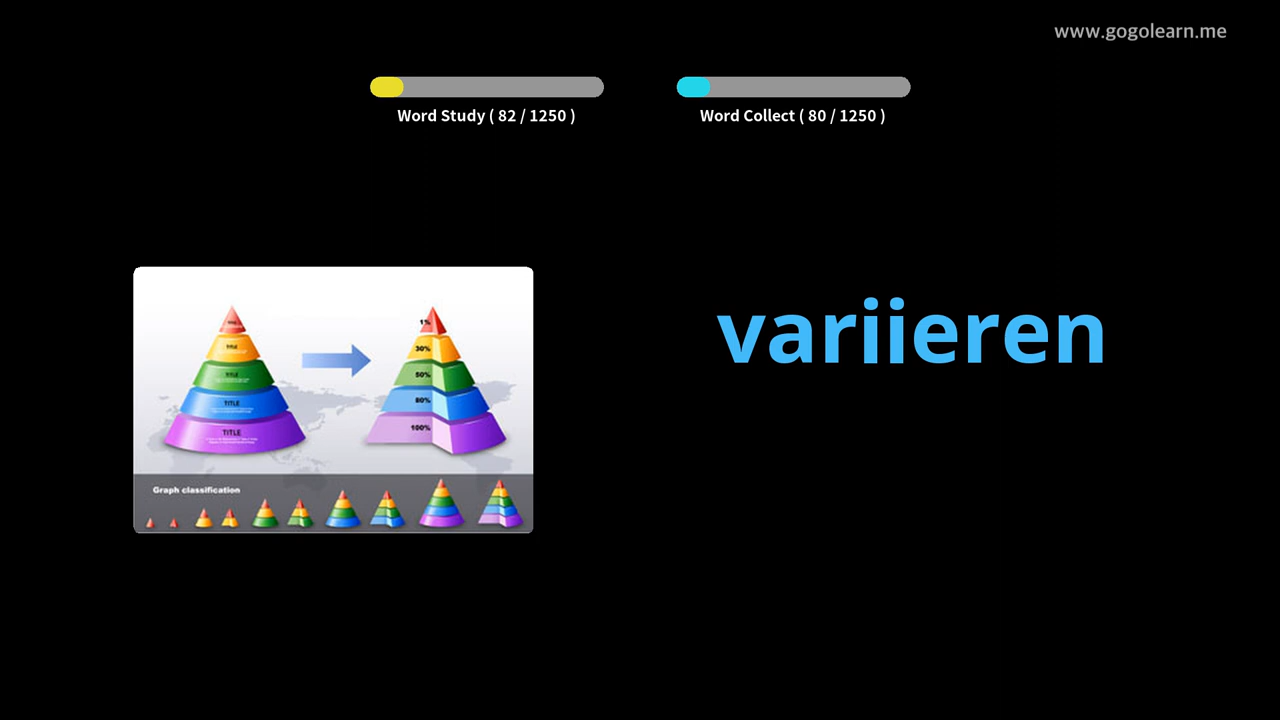 www.gogolearn.me
Word Study ( 82 / 1250 )
Word Collect ( 80 / 1250 )
variieren
TITLE
TITLE
TITLE
TITLE
1%
30%
50%
80%
100%
Graph classification